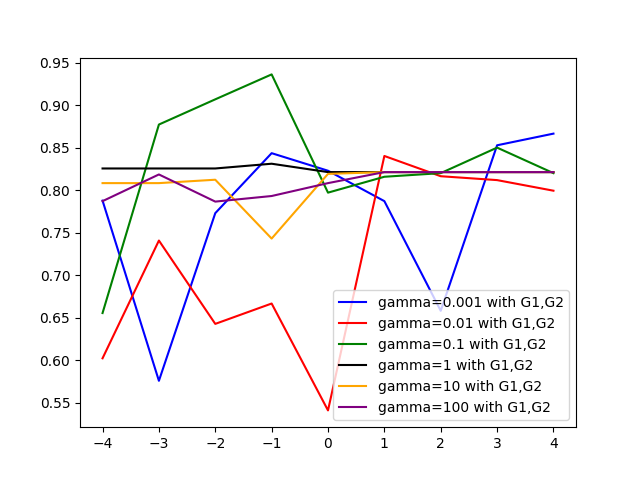 0.95
0.90
0.85
0.80
0.75
0.70
0.65
0.60
0.55
gamma=0.001 with G1,G2
gamma=0.01 with G1,G2
gamma=0.1 with G1,G2
gamma=1 with G1,G2
gamma=10 with G1,G2
gamma=100 with G1,G2
−4 −3 −2 −1 0 1 2 3 4